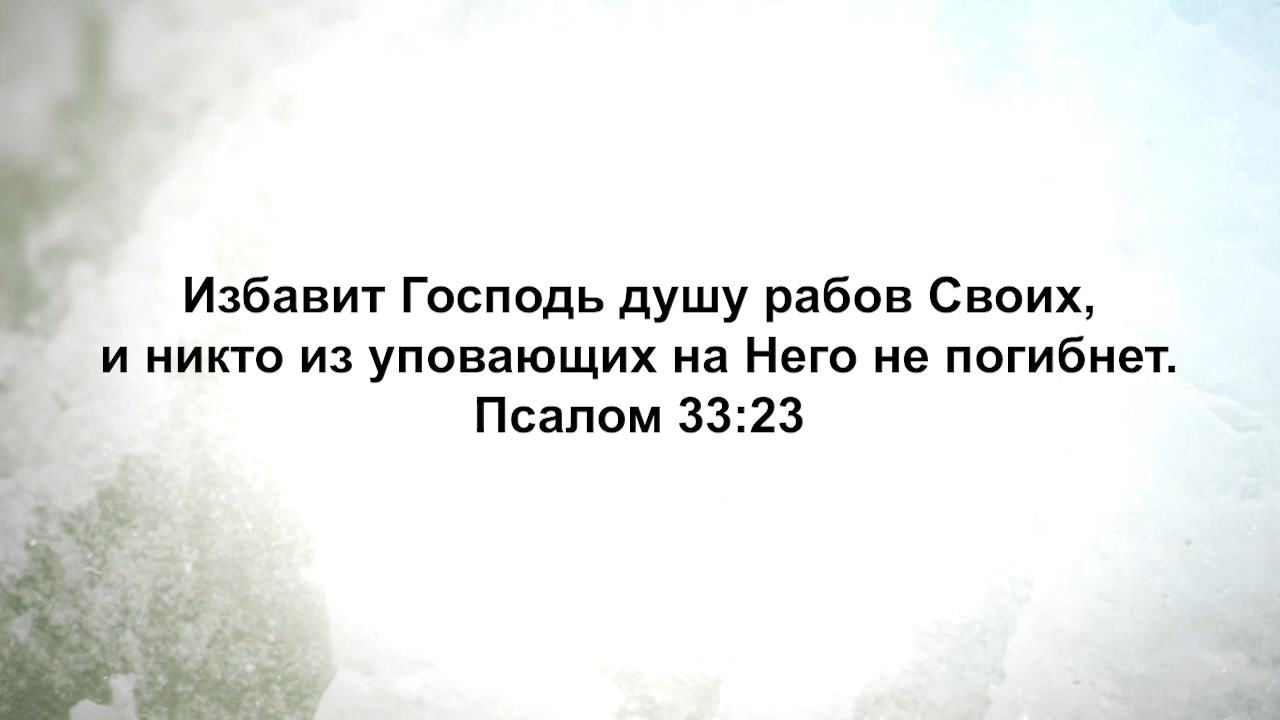 Избавит Господь душу рабов Своих,
и никто из уповающих на Него не погибнет.
Псалом 33:23